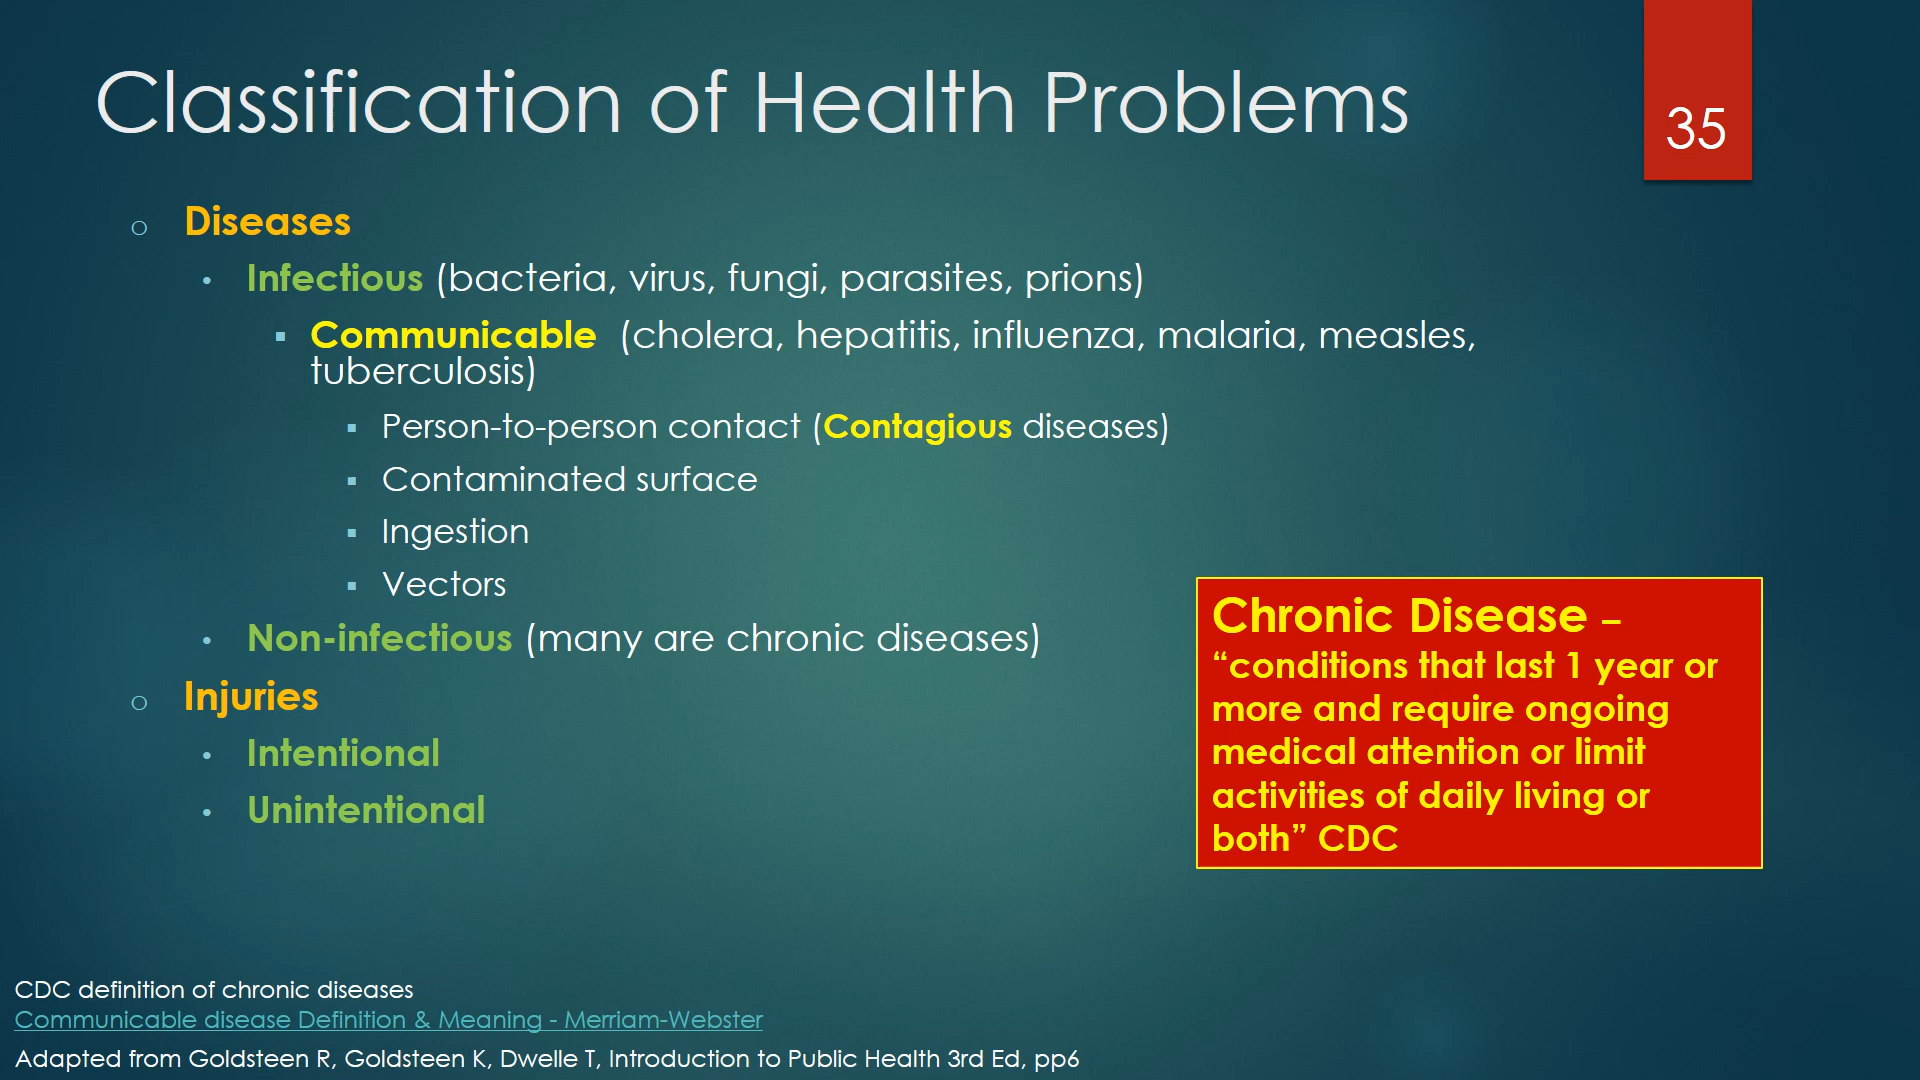 Classification of Health Problems
35
Diseases
Infectious (bacteria, virus, fungi, parasites, prions)
Communicable (cholera, hepatitis, influenza, malaria, measles,
tuberculosis)
Person-to-person contact (Contagious diseases)
Contaminated surface
Ingestion
Vectors
Non-infectious (many are chronic diseases)
Injuries
Intentional
Unintentional
Chronic Disease –
“conditions that last 1 year or
more and require ongoing
medical attention or limit
activities of daily living or
both” CDC
CDC definition of chronic diseases
Communicable disease Definition & Meaning - Merriam-Webster
Adapted from Goldsteen R, Goldsteen K, Dwelle T, Introduction to Public Health 3rd Ed, pp6